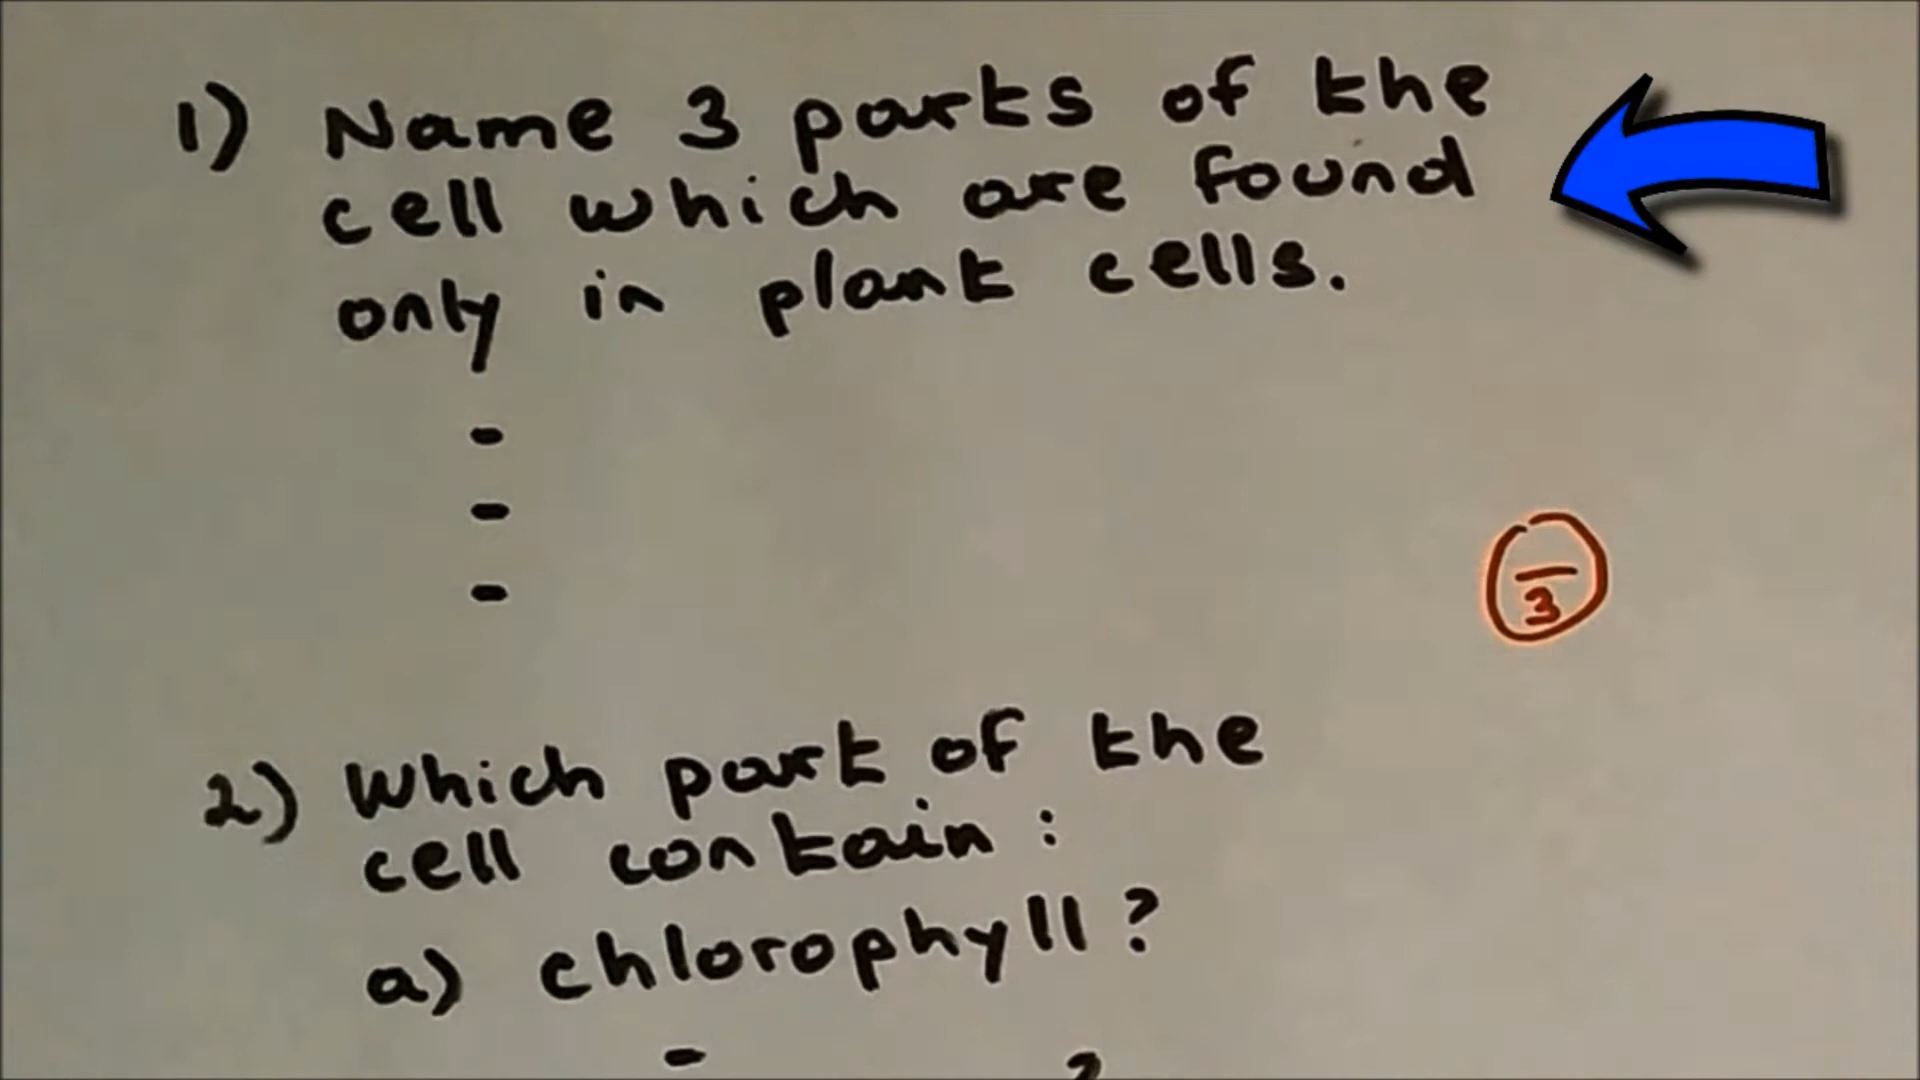 1) Name 3 parts of the
cell which are found
only in plant cells.
-
-
-
3
2) Which part of the
cell contain:
a) chlorophyll?
-